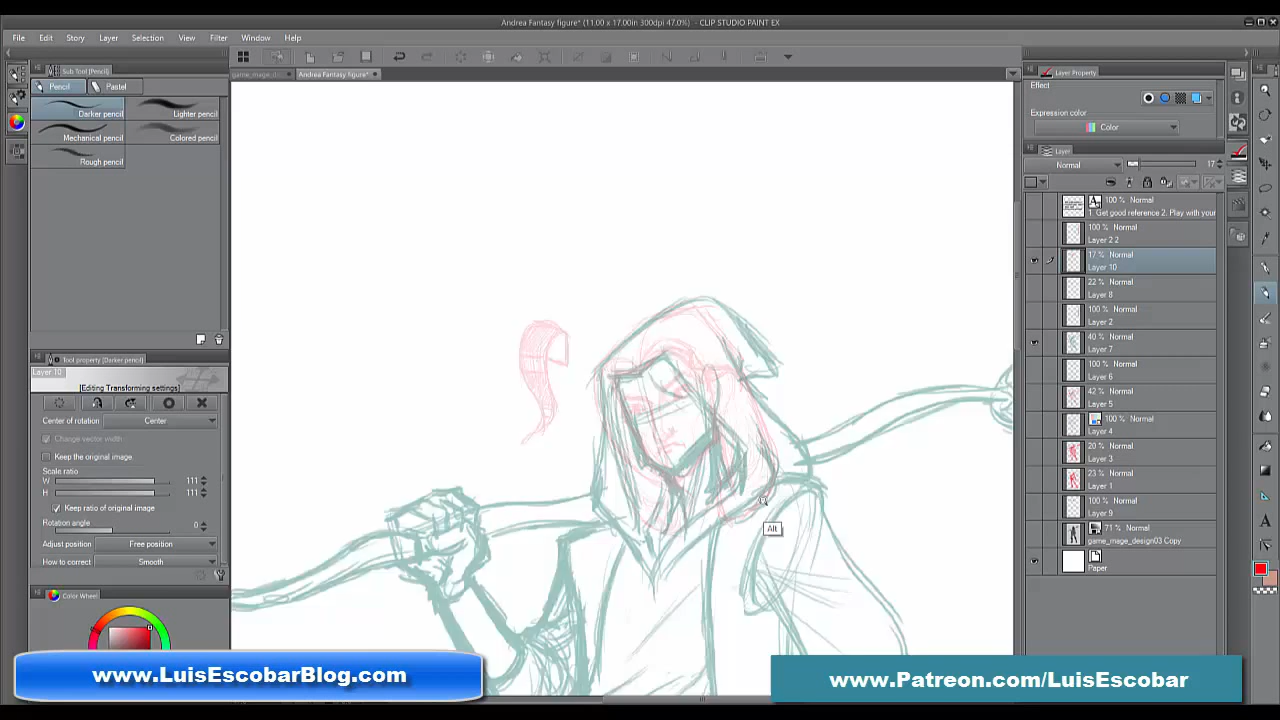 Andrea Fantasy figure* (11.00 x 17.00in 300dpi 47.0%) - CLIP STUDIO PAINT EX
File Edit Story Layer Selection View Filter Window Help
Sub Tool [Pencil]
game_mage_de Andrea Fantasy figure*
Pencil Pastel
Darker pencil Lighter pencil
Mechanical pencil Colored pencil
Rough pencil
Tool property [Darker pencil]
Layer 10
[Editing Transforming settings]
Center of rotation Center
Change vector width
Keep the original image
Scale ratio
W 111
H 111
Keep ratio of original image
Rotation angle 0
Adjust position Free position
How to correct Smooth
Color Wheel
Alt
Layer Property
Effect
Expression color
Color
Layer
Normal 17
100 % Normal
1. Get good reference 2. Play with your
100 % Normal
Layer 2 2
17 % Normal
Layer 10
22 % Normal
Layer 8
100 % Normal
Layer 2
40 % Normal
Layer 7
100 % Normal
Layer 6
42 % Normal
Layer 5
100 % Normal
Layer 4
20 % Normal
Layer 3
23 % Normal
Layer 1
100 % Normal
Layer 9
71 % Normal
game_mage_design03 Copy
Paper
www.LuisEscobarBlog.com
www.Patreon.com/LuisEscobar